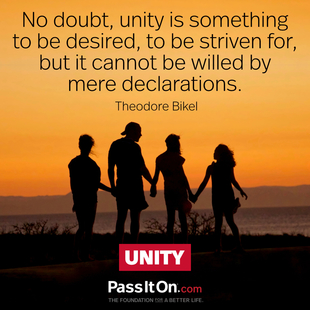 No doubt, unity is something
to be desired, to be striven for,
but it cannot be willed by
mere declarations.
Theodore Bikel
UNITY
PassItOn.com
THE FOUNDATION FOR A BETTER LIFE.